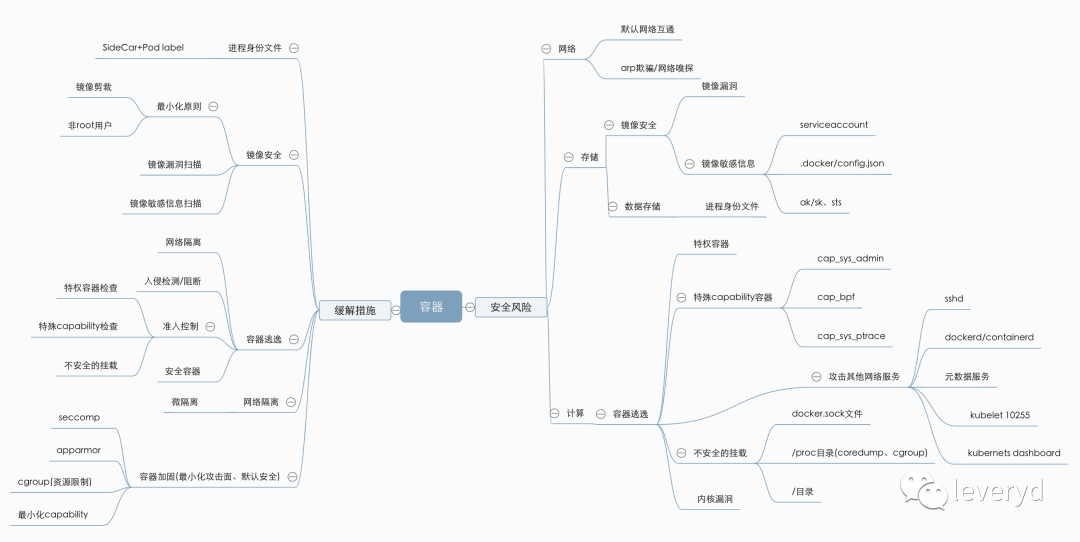 容器
缓解措施
进程身份文件
SideCar+Pod label
镜像安全
最小化原则
镜像剪裁
非root用户
镜像漏洞扫描
镜像敏感信息扫描
容器逃逸
网络隔离
入侵检测/阻断
准入控制
特权容器检查
特殊capability检查
不安全的挂载
安全容器
网络隔离
微隔离
容器加固(最小化攻击面、默认安全)
seccomp
apparmor
cgroup(资源限制)
最小化capability
安全风险
网络
默认网络互通
arp欺骗/网络嗅探
存储
镜像安全
镜像漏洞
镜像敏感信息
serviceaccount
.docker/config.json
ak/sk、sts
数据存储
进程身份文件
计算
容器逃逸
特权容器
特殊capability容器
cap_sys_admin
cap_bpf
cap_sys_ptrace
攻击其他网络服务
sshd
dockerd/containerd
元数据服务
kubelet 10255
kubernets dashboard
不安全的挂载
docker.sock文件
/proc目录(coredump、cgroup)
/目录
内核漏洞
leveryd